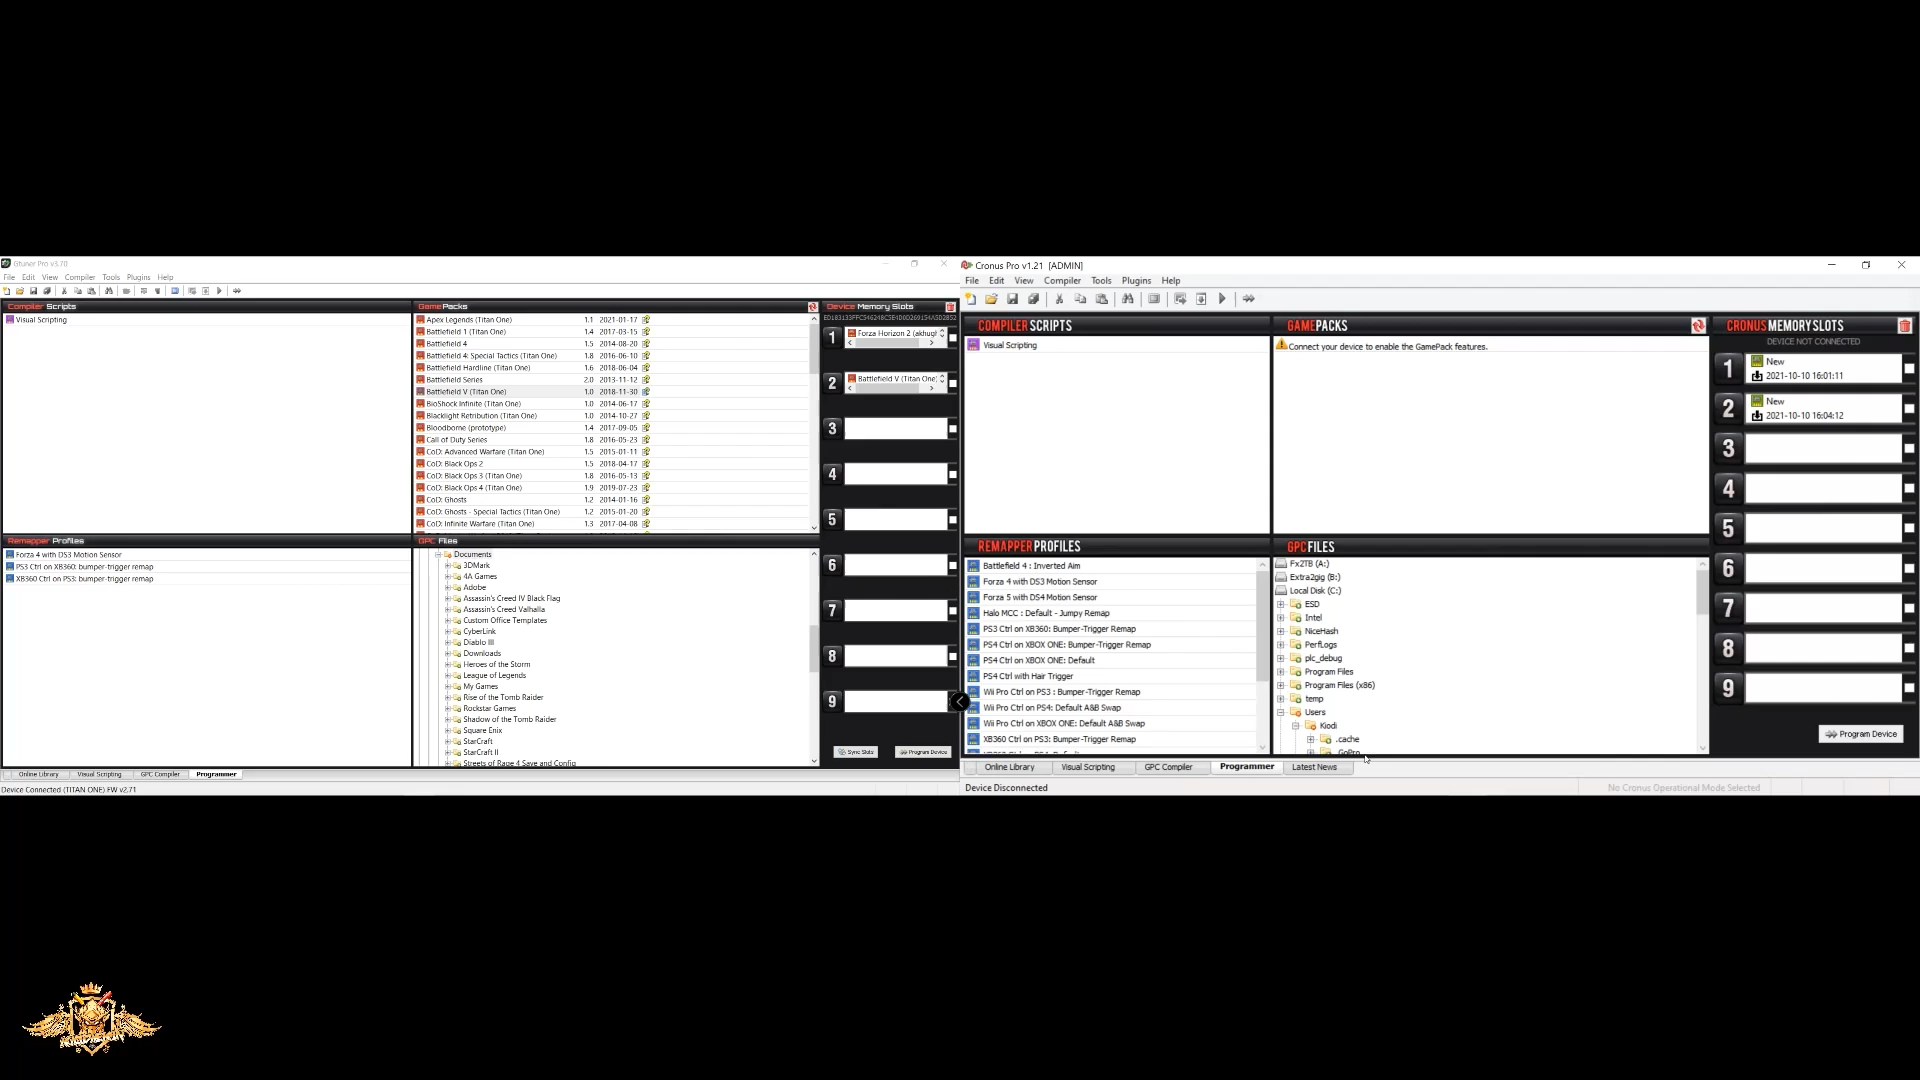 Gtuner Pro v3.70
File Edit View Compiler Tools Plugins Help
Compiler Scripts
Visual Scripting
GamePacks
Apex Legends (Titan One) 1.1 2021-01-17
Battlefield 1 (Titan One) 1.4 2017-03-15
Battlefield 4 1.5 2014-08-20
Battlefield 4: Special Tactics (Titan One) 1.8 2016-06-10
Battlefield Hardline (Titan One) 1.6 2018-06-04
Battlefield Series 2.0 2013-11-12
Battlefield V (Titan One) 1.0 2018-11-30
BioShock Infinite (Titan One) 1.0 2014-06-17
Blacklight Retribution (Titan One) 1.0 2014-10-27
Bloodborne (prototype) 1.4 2017-09-05
Call of Duty Series 1.8 2016-05-23
CoD: Advanced Warfare (Titan One) 1.5 2015-01-11
CoD: Black Ops 2 1.5 2018-04-17
CoD: Black Ops 3 (Titan One) 1.8 2016-05-13
CoD: Black Ops 4 (Titan One) 1.9 2019-07-23
CoD: Ghosts 1.2 2014-01-16
CoD: Ghosts - Special Tactics (Titan One) 1.2 2015-01-20
CoD: Infinite Warfare (Titan One) 1.3 2017-04-08
Device Memory Slots
1 Forza Horizon 2 (akhugh
2 Battlefield V (Titan One)
3
4
5
6
7
8
9
Sync Slots
Program Device
Remapper Profiles
Forza 4 with DS3 Motion Sensor
PS3 Ctrl on XB360: bumper-trigger remap
XB360 Ctrl on PS3: bumper-trigger remap
GPC Files
Documents
3DMark
4A Games
Adobe
Assassin's Creed IV Black Flag
Assassin's Creed Valhalla
Custom Office Templates
CyberLink
Diablo III
Downloads
Heroes of the Storm
League of Legends
My Games
Rise of the Tomb Raider
Rockstar Games
Shadow of the Tomb Raider
Square Enix
StarCraft
StarCraft II
Streets of Rage 4 Save and Config
Online Library Visual Scripting GPC Compiler Programmer
Device Connected (TITAN ONE) FW v2.71
Cronus Pro v1.21 [ADMIN]
File Edit View Compiler Tools Plugins Help
COMPILER SCRIPTS
Visual Scripting
GAMEPACKS
Connect your device to enable the GamePack features.
CRONUS MEMORY SLOTS
DEVICE NOT CONNECTED
1 New
2021-10-10 16:01:11
2 New
2021-10-10 16:04:12
3
4
5
6
7
8
9
Program Device
REMAPPER PROFILES
Battlefield 4 : Inverted Aim
Forza 4 with DS3 Motion Sensor
Forza 5 with DS4 Motion Sensor
Halo MCC : Default - Jumpy Remap
PS3 Ctrl on XB360: Bumper-Trigger Remap
PS4 Ctrl on XBOX ONE: Bumper-Trigger Remap
PS4 Ctrl on XBOX ONE: Default
PS4 Ctrl with Hair Trigger
Wii Pro Ctrl on PS3 : Bumper-Trigger Remap
Wii Pro Ctrl on PS4: Default A&B Swap
Wii Pro Ctrl on XBOX ONE: Default A&B Swap
XB360 Ctrl on PS3: Bumper-Trigger Remap
GPC FILES
Fx2TB (A:)
Extra2gig (B:)
Local Disk (C:)
ESD
Intel
NiceHash
PerfLogs
plc_debug
Program Files
Program Files (x86)
temp
Users
Kiodi
.cache
.GoPro
Online Library Visual Scripting GPC Compiler Programmer Latest News
Device Disconnected
No Cronus Operational Mode Selected